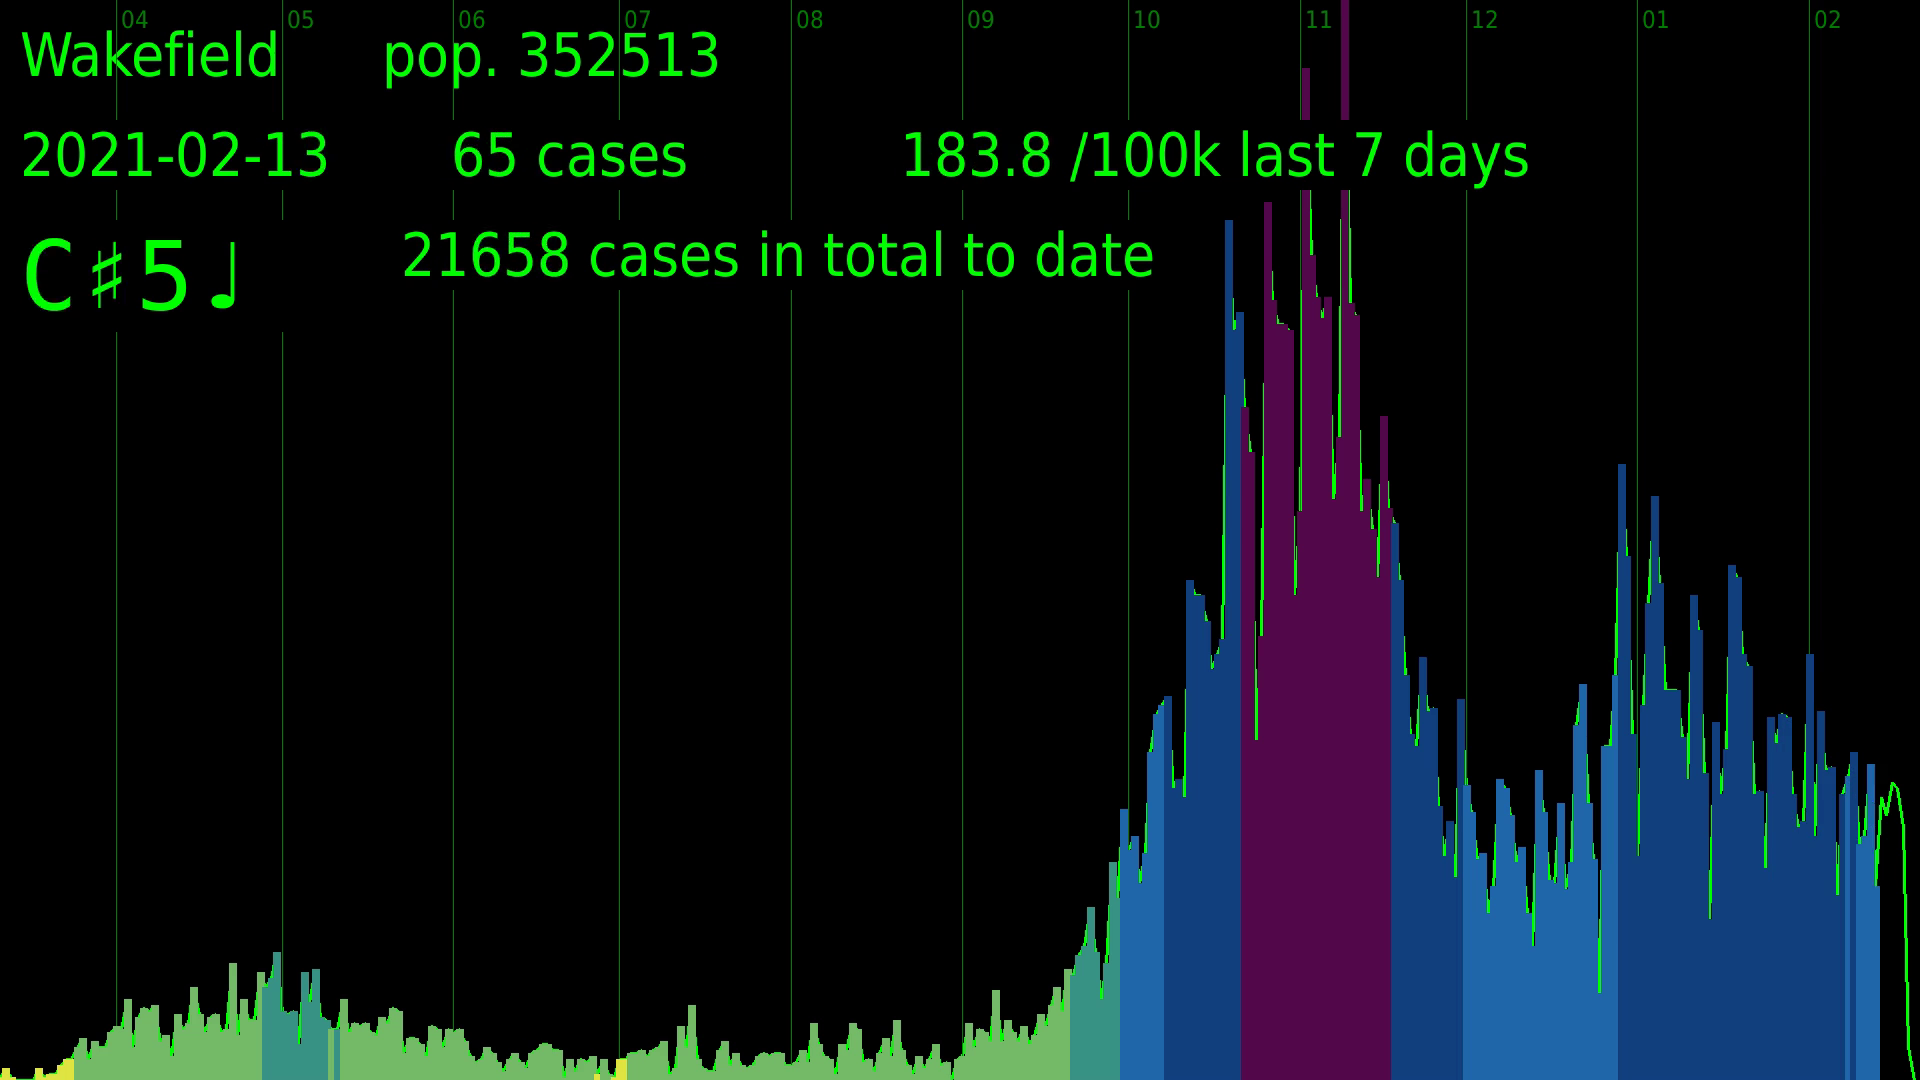 04 05 06 07 08 09 10 11 12 01 02
Wakefield pop. 352513
2021-02-13 65 cases 183.8 /100k last 7 days
C♯5♩ 21658 cases in total to date